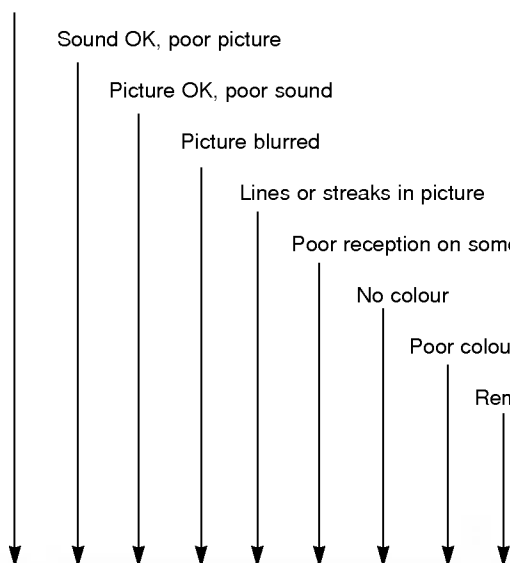 Sound OK, poor picture
Picture OK, poor sound
Picture blurred
Lines or streaks in picture
Poor reception on some
No colour
Poor